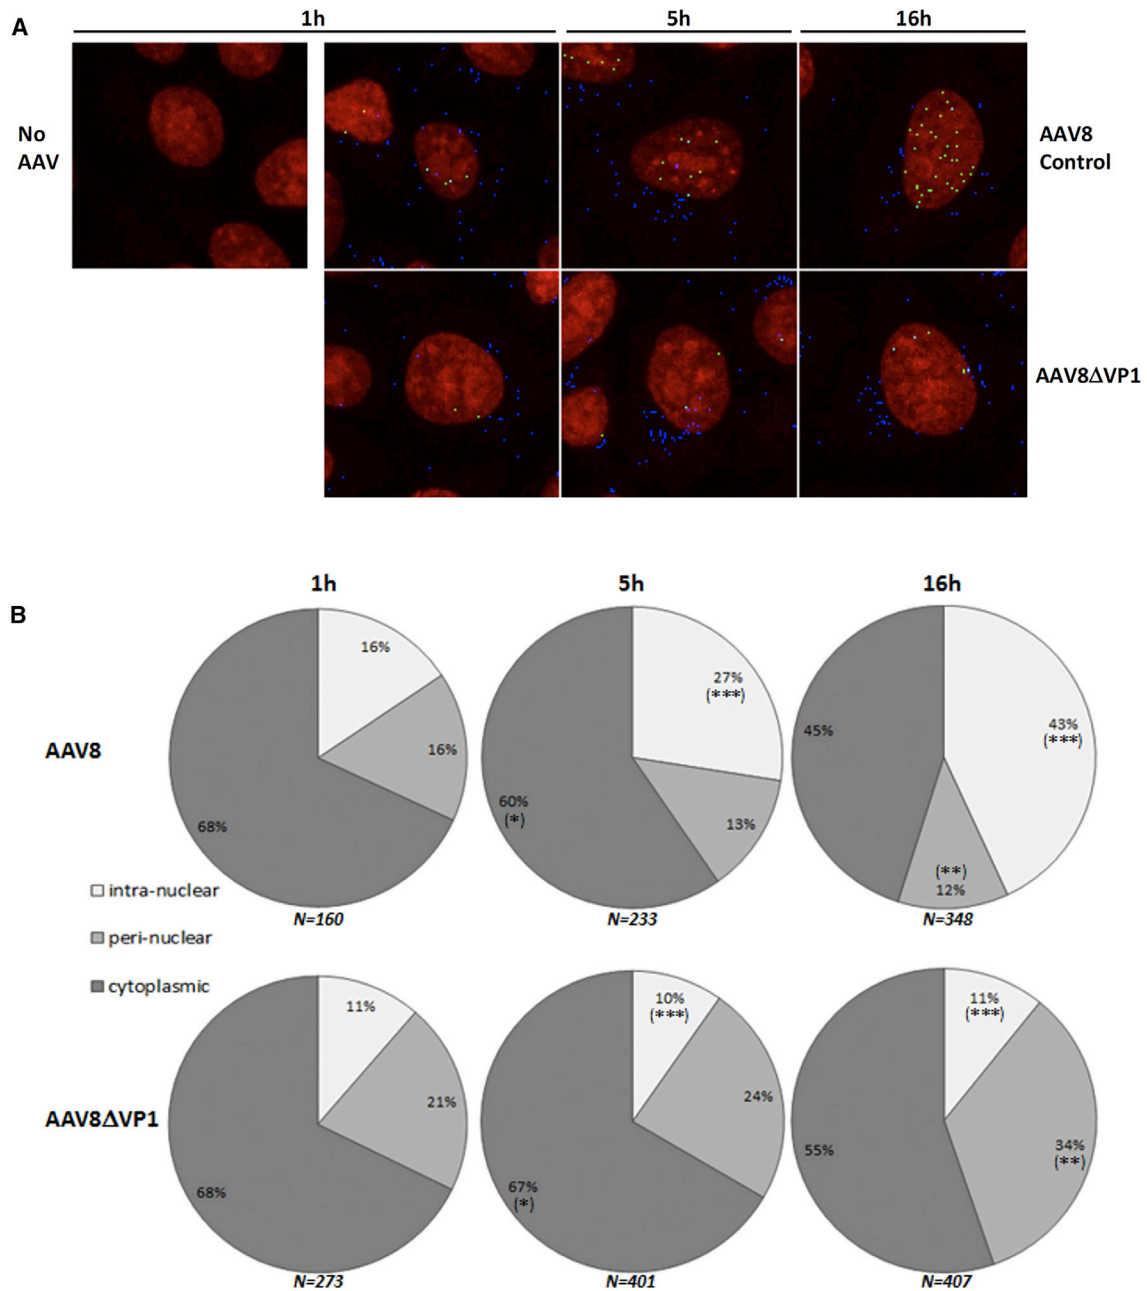 A
1h
5h
16h
No
AAV
AAV8
Control
AAV8ΔVP1
B
1h
5h
16h
AAV8
16%
16%
68%
N=160
27%
(***)
13%
60%
(*)
N=233
43%
(***)
(**)
12%
45%
N=348
intra-nuclear
peri-nuclear
cytoplasmic
AAV8ΔVP1
11%
21%
68%
N=273
10%
(***)
24%
67%
(*)
N=401
11%
(***)
34%
(**)
55%
N=407